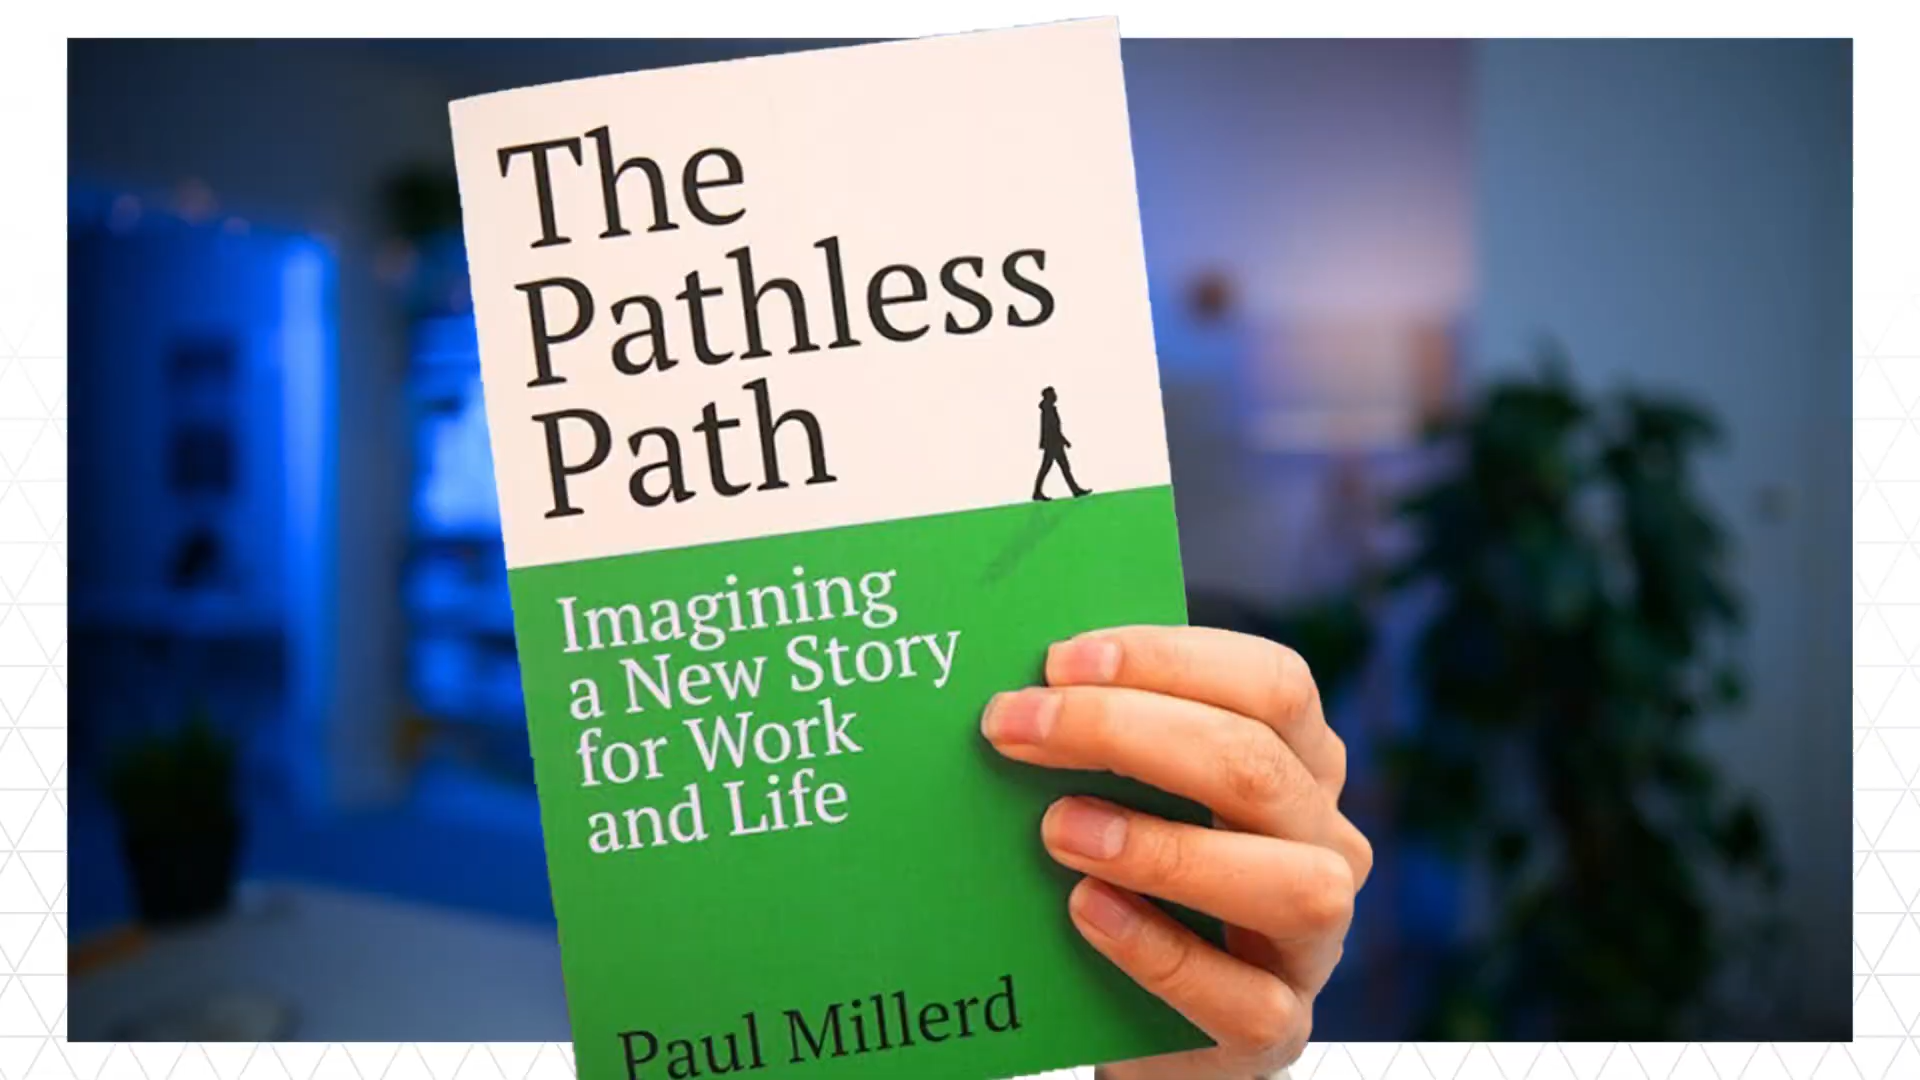 The
Pathless
Path
Imagining
a New Story
for Work
and Life
Paul Millerd